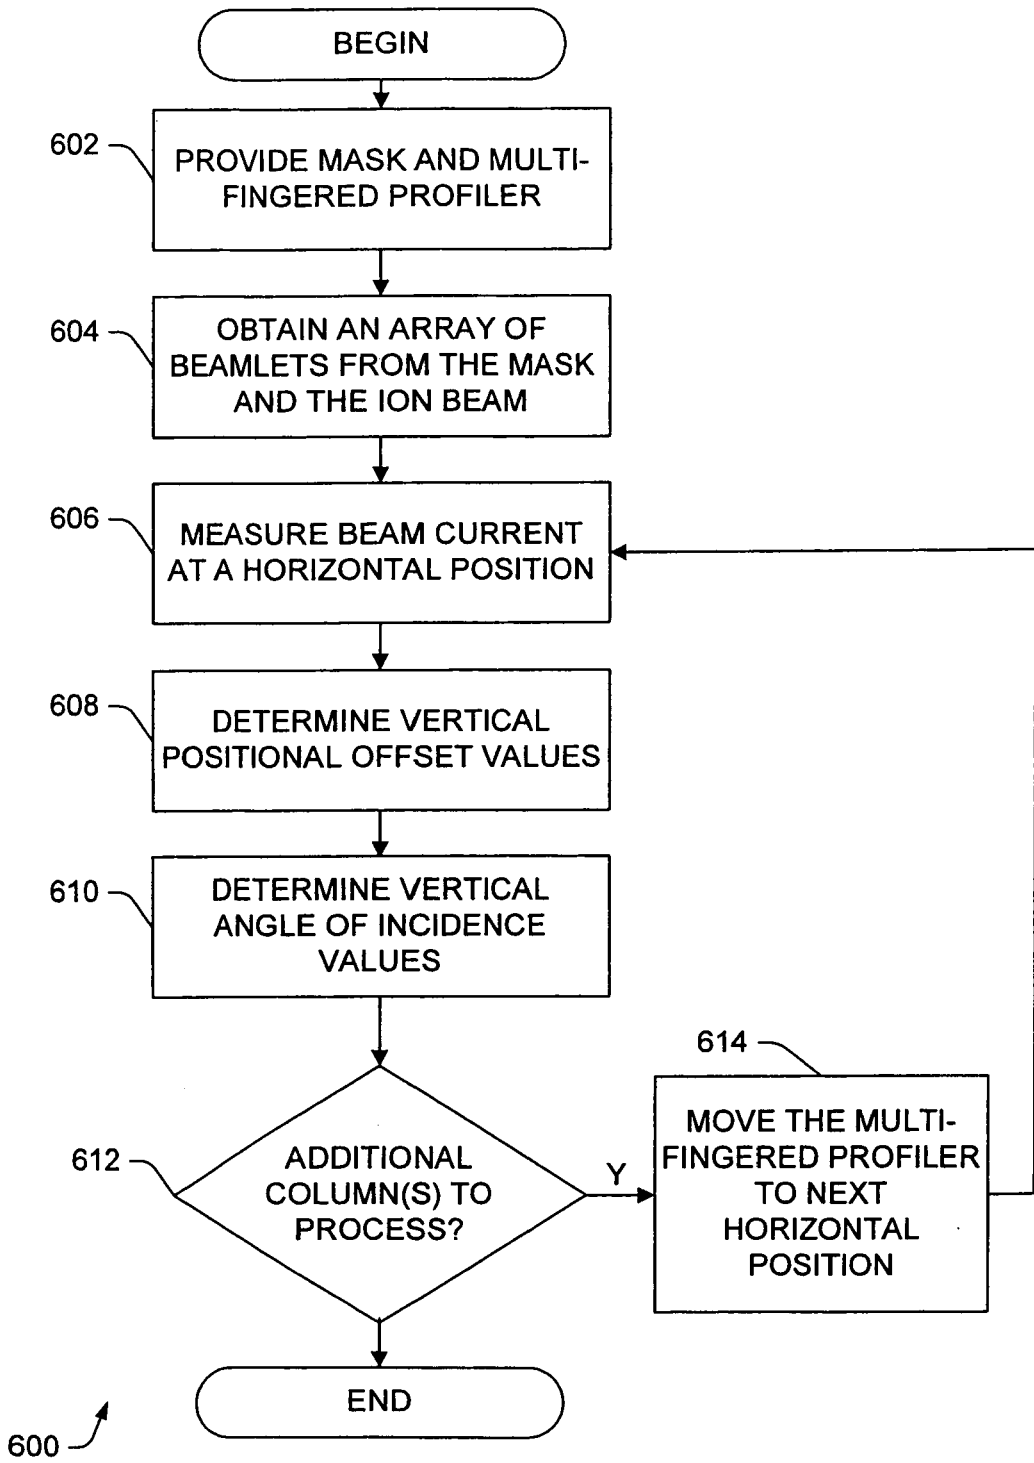 BEGIN
602
PROVIDE MASK AND MULTI-
FINGERED PROFILER
604
OBTAIN AN ARRAY OF
BEAMLETS FROM THE MASK
AND THE ION BEAM
606
MEASURE BEAM CURRENT
AT A HORIZONTAL POSITION
608
DETERMINE VERTICAL
POSITIONAL OFFSET VALUES
610
DETERMINE VERTICAL
ANGLE OF INCIDENCE
VALUES
612
ADDITIONAL
COLUMN(S) TO
PROCESS?
Y
614
MOVE THE MULTI-
FINGERED PROFILER
TO NEXT
HORIZONTAL
POSITION
END
600